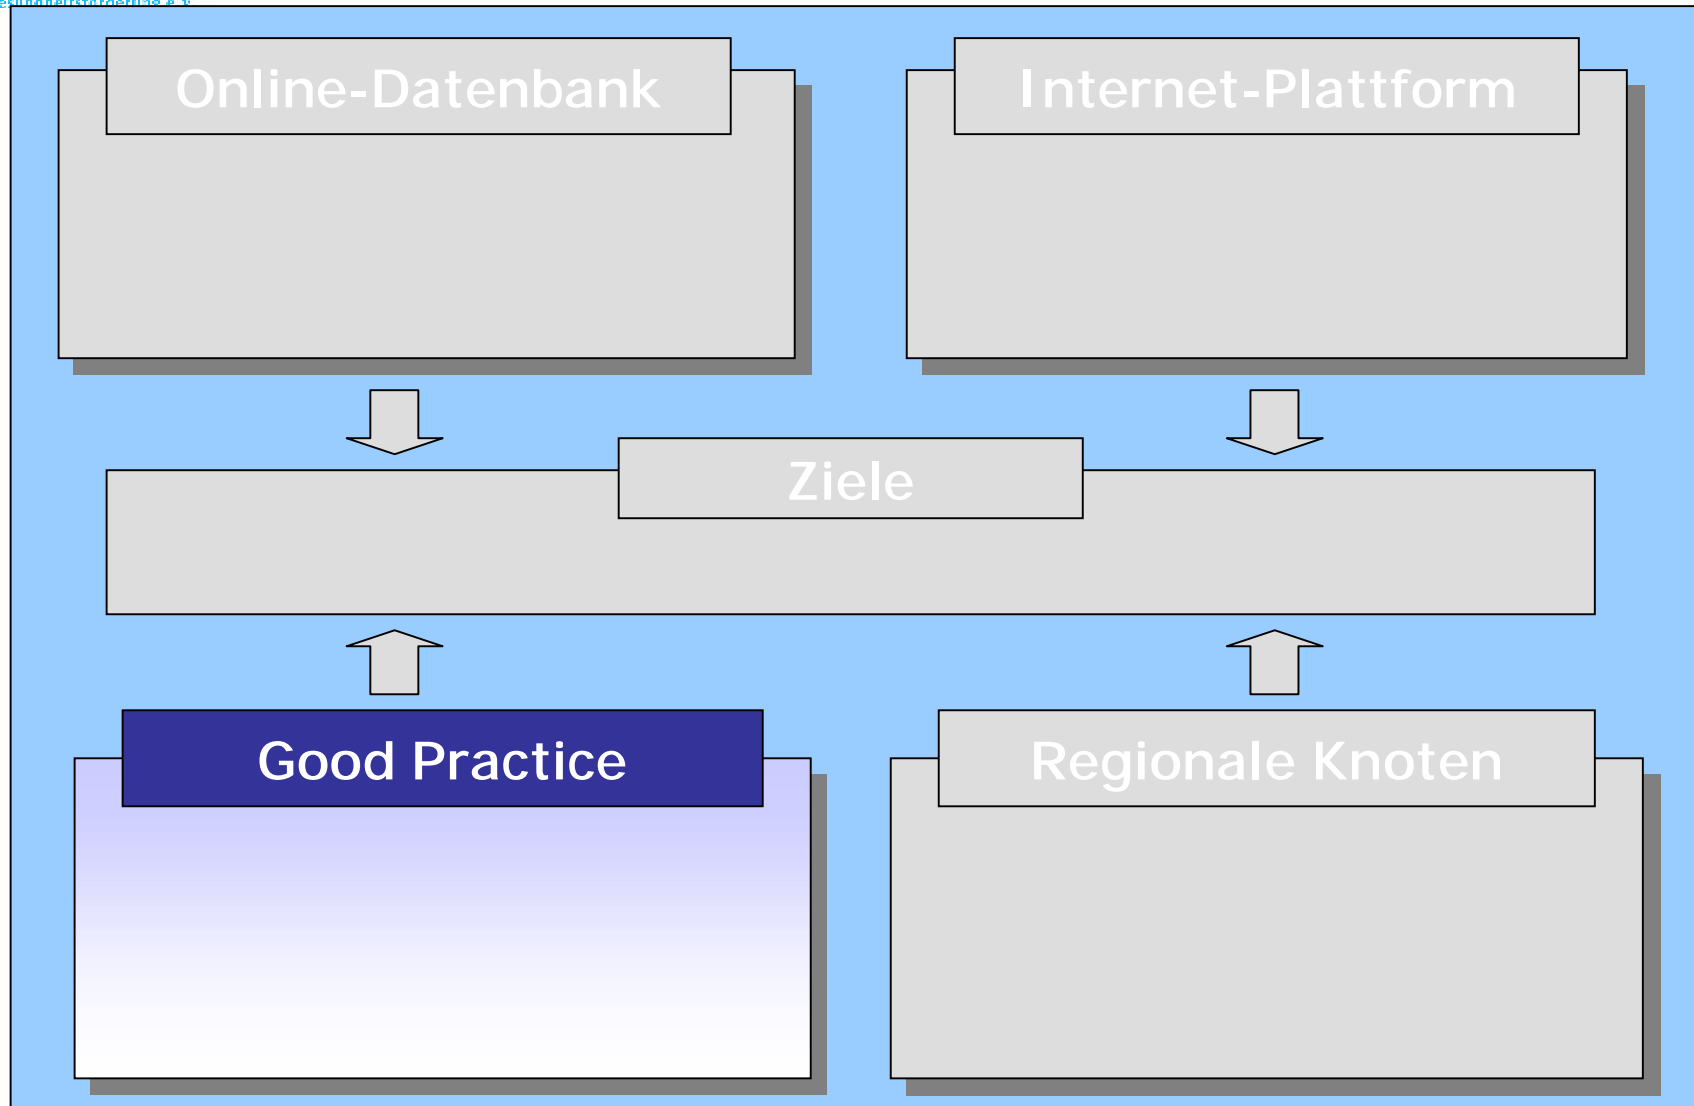 Online-Datenbank
Internet-Plattform
Ziele
Good Practice
Regionale Knoten